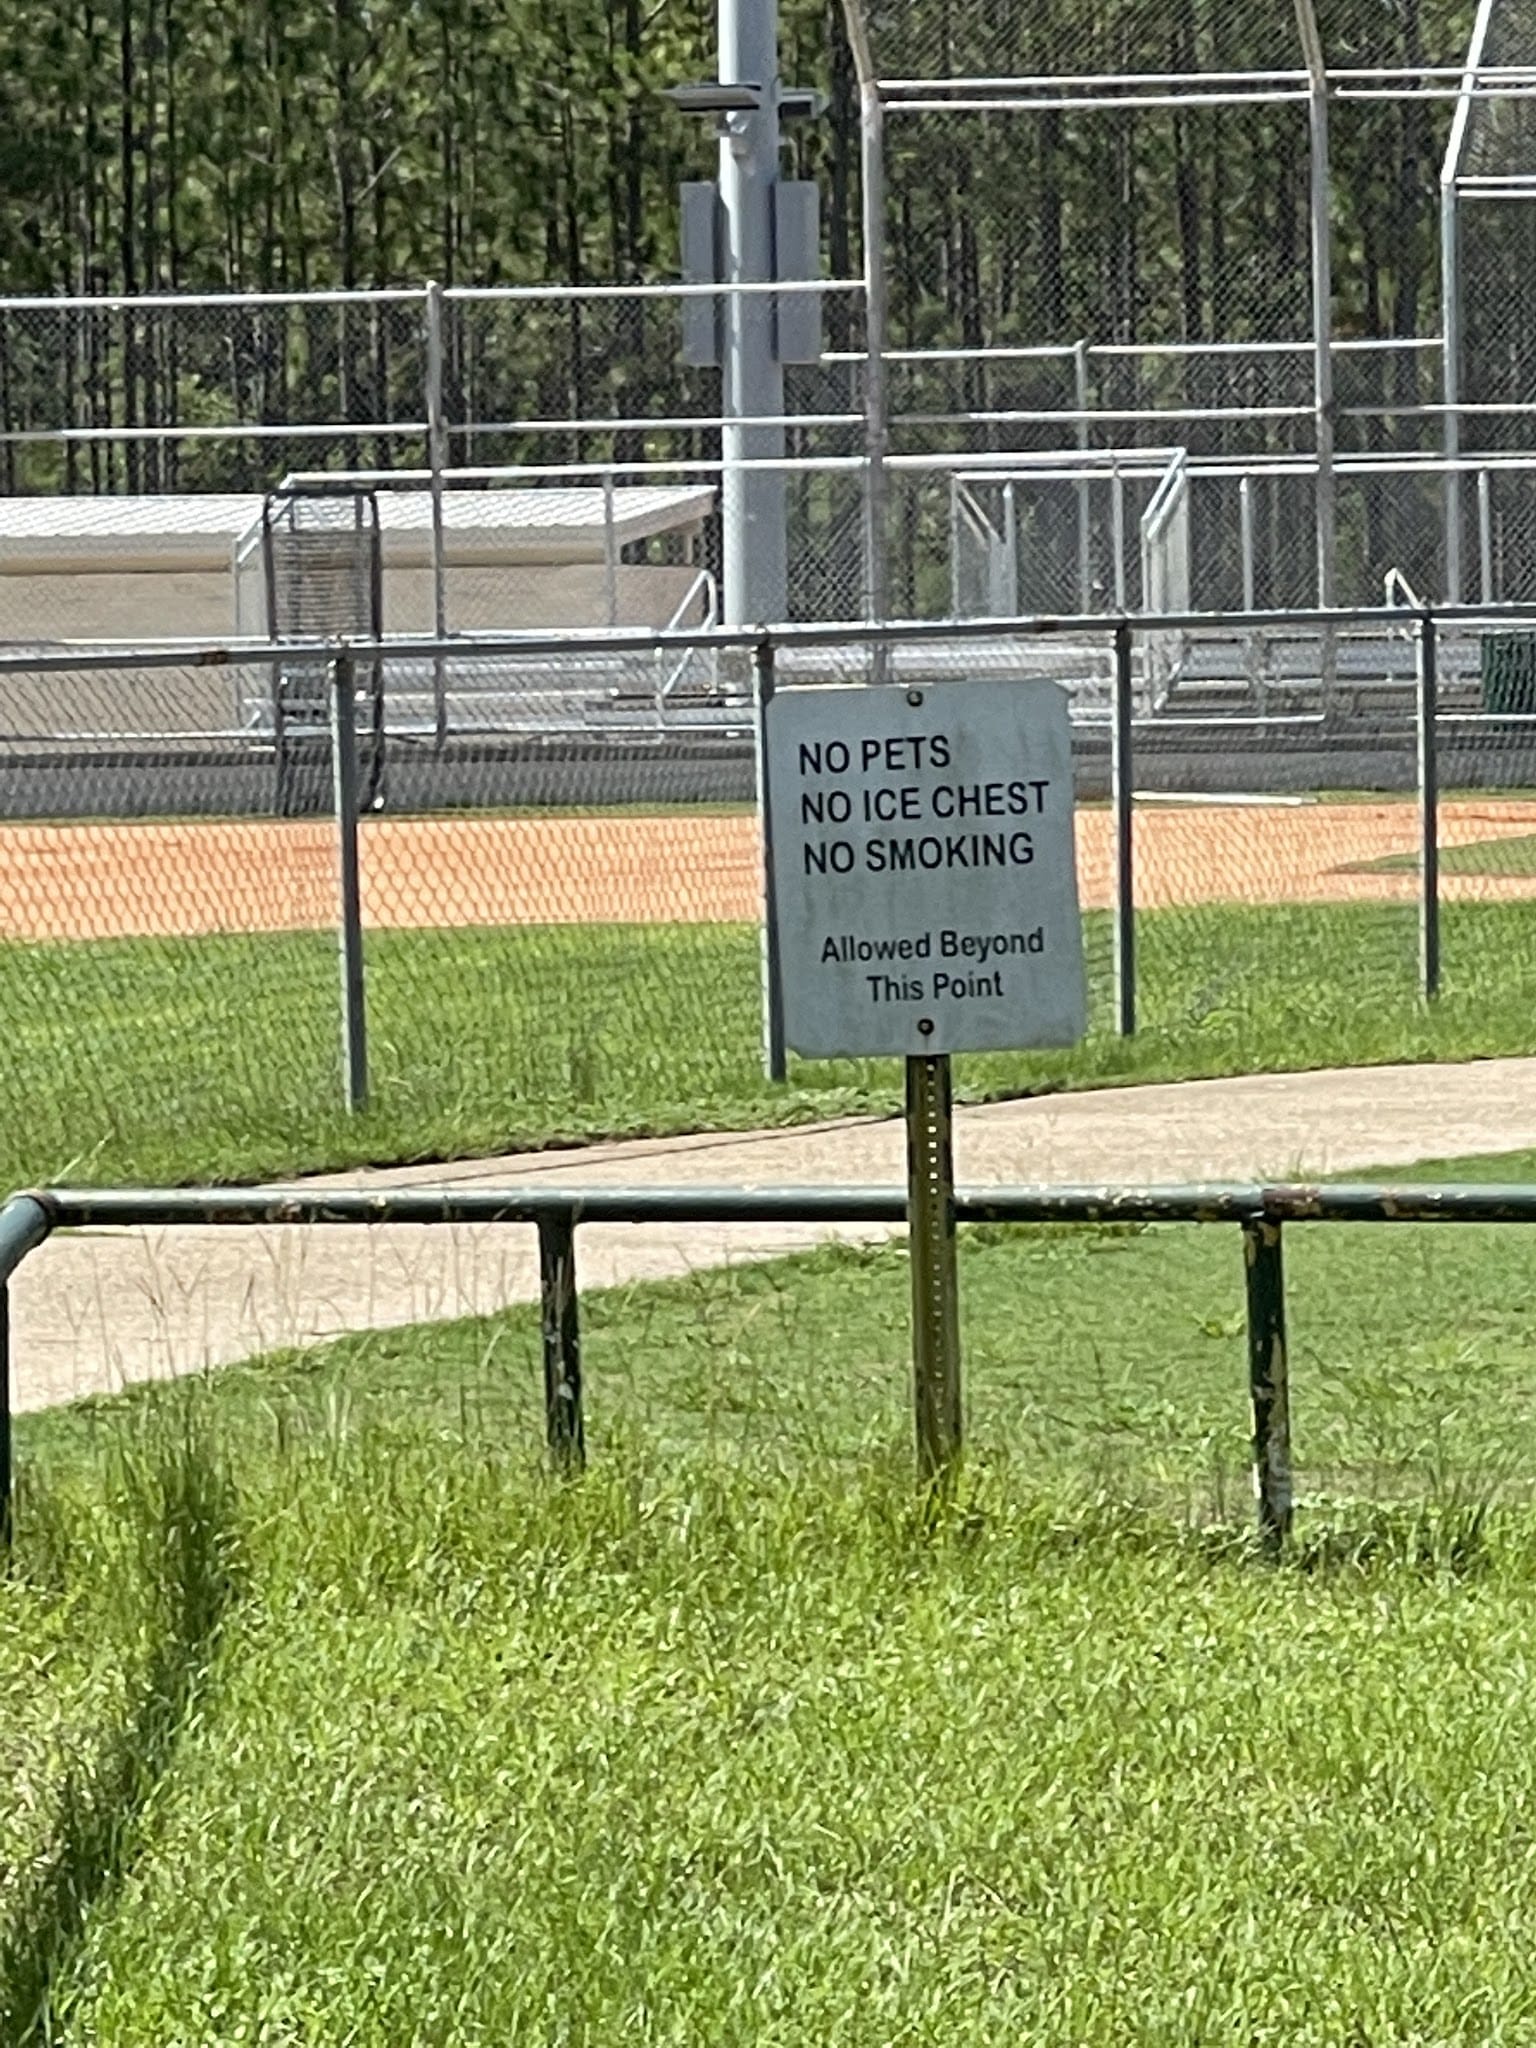 NO PETS
NO ICE CHEST
NO SMOKING
Allowed Beyond
This Point